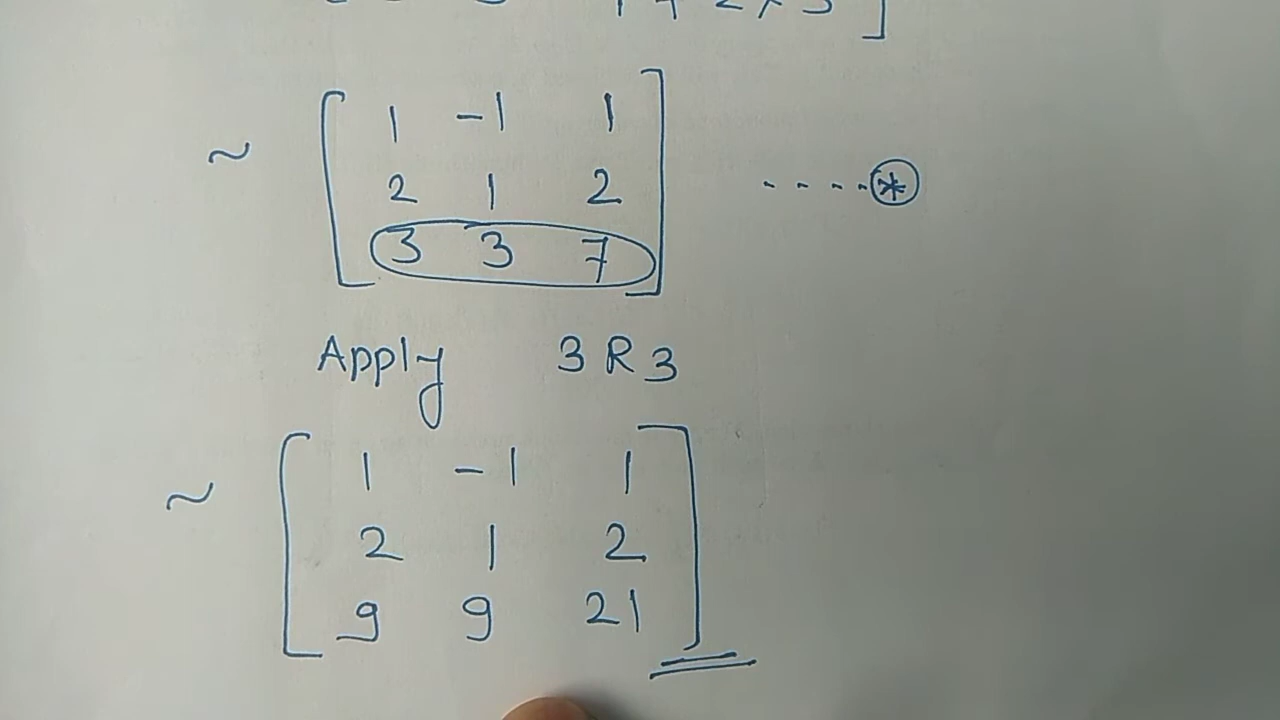 ~ [ 1 -1 1
2 1 2 ....⊛
3 3 7 ]
Apply 3R3
~ [ 1 -1 1
2 1 2
9 9 21 ]